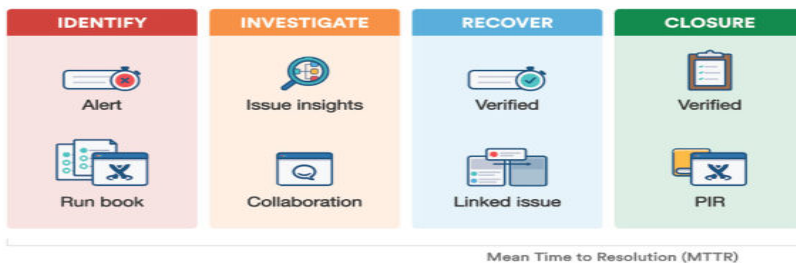 IDENTIFY
INVESTIGATE
RECOVER
CLOSURE
Alert
Issue insights
Verified
Verified
Run book
Collaboration
Linked issue
PIR
Mean Time to Resolution (MTTR)